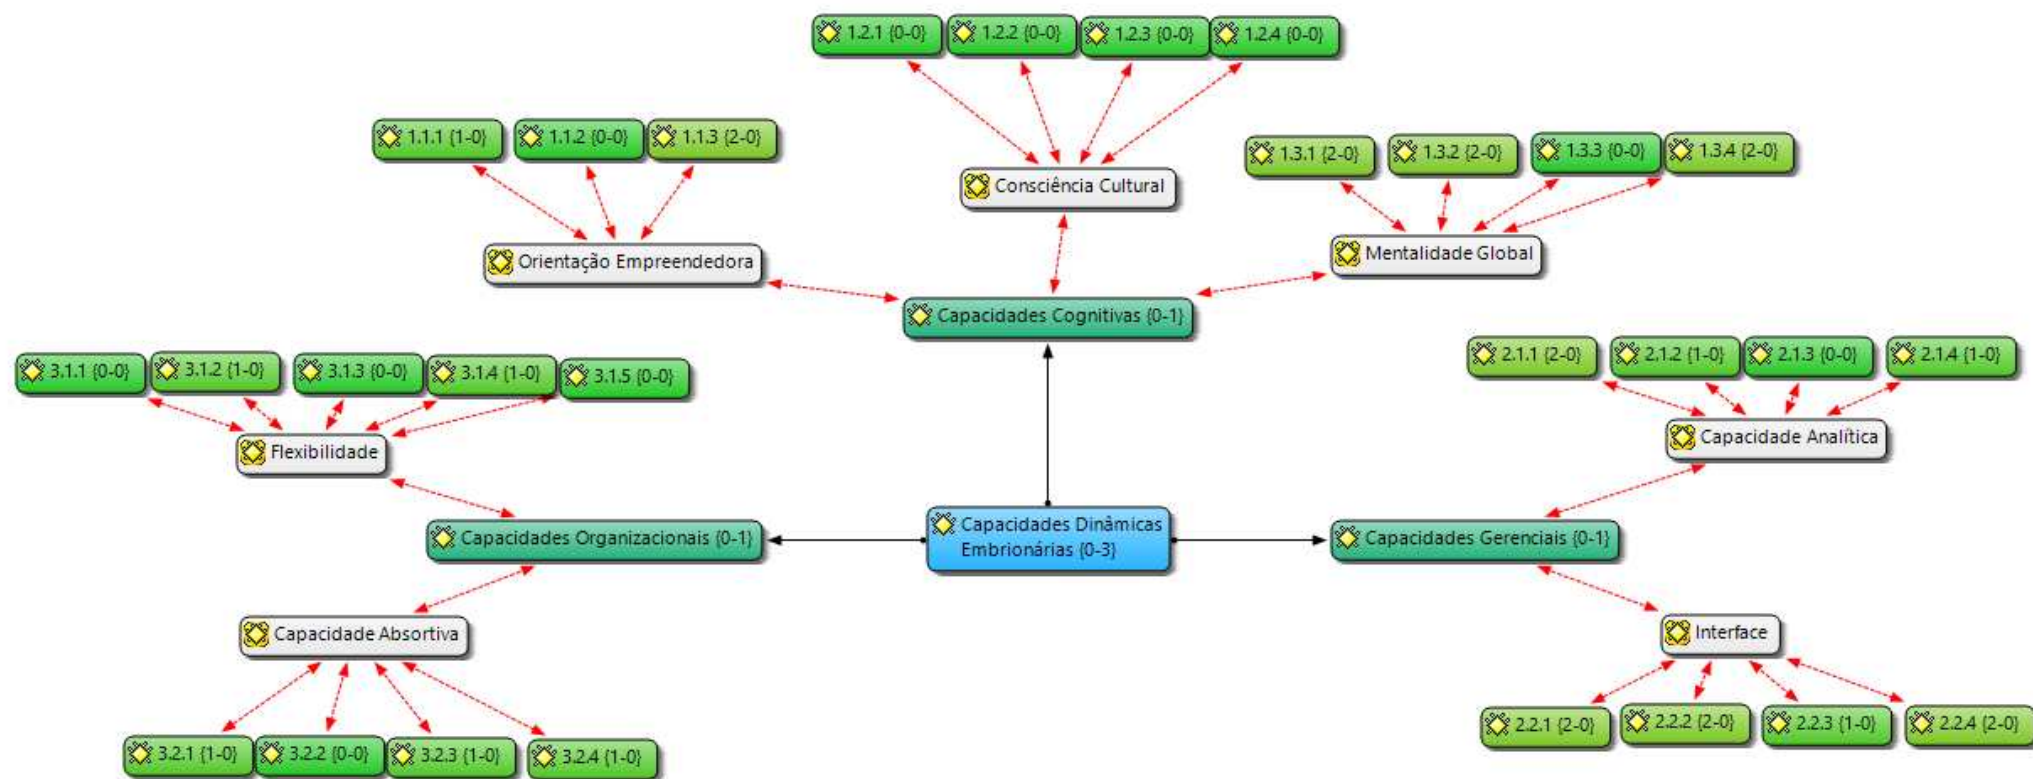 1.2.1 {0-0}
1.2.2 {0-0}
1.2.3 {0-0}
1.2.4 {0-0}
1.1.1 {1-0}
1.1.2 {0-0}
1.1.3 {2-0}
1.3.1 {2-0}
1.3.2 {2-0}
1.3.3 {0-0}
1.3.4 {2-0}
Consciência Cultural
Orientação Empreendedora
Mentalidade Global
Capacidades Cognitivas {0-1}
3.1.1 {0-0}
3.1.2 {1-0}
3.1.3 {0-0}
3.1.4 {1-0}
3.1.5 {0-0}
2.1.1 {2-0}
2.1.2 {1-0}
2.1.3 {0-0}
2.1.4 {1-0}
Flexibilidade
Capacidade Analítica
Capacidades Organizacionais {0-1}
Capacidades Dinâmicas
Embrionárias {0-3}
Capacidades Gerenciais {0-1}
Capacidade Absortiva
Interface
3.2.1 {1-0}
3.2.2 {0-0}
3.2.3 {1-0}
3.2.4 {1-0}
2.2.1 {2-0}
2.2.2 {2-0}
2.2.3 {1-0}
2.2.4 {2-0}